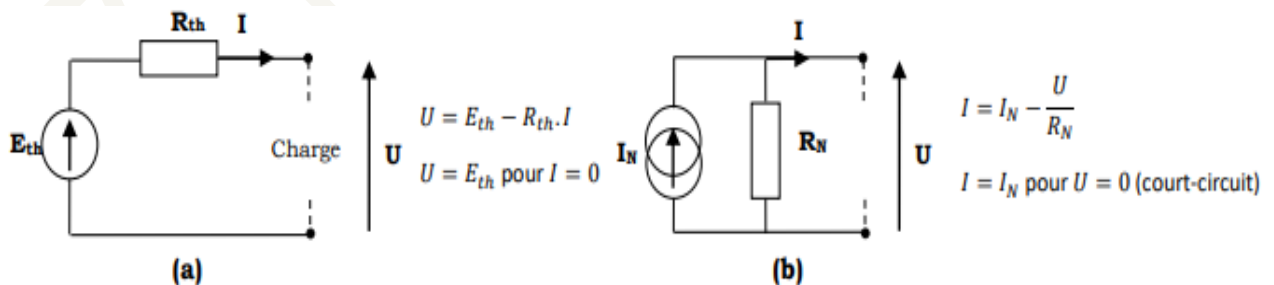 Rth I
Eth
Charge
U
U = Eth − Rth.I
U = Eth pour I = 0
(a)
I
IN
RN
U
I = IN − U/RN
I = IN pour U = 0 (court-circuit)
(b)